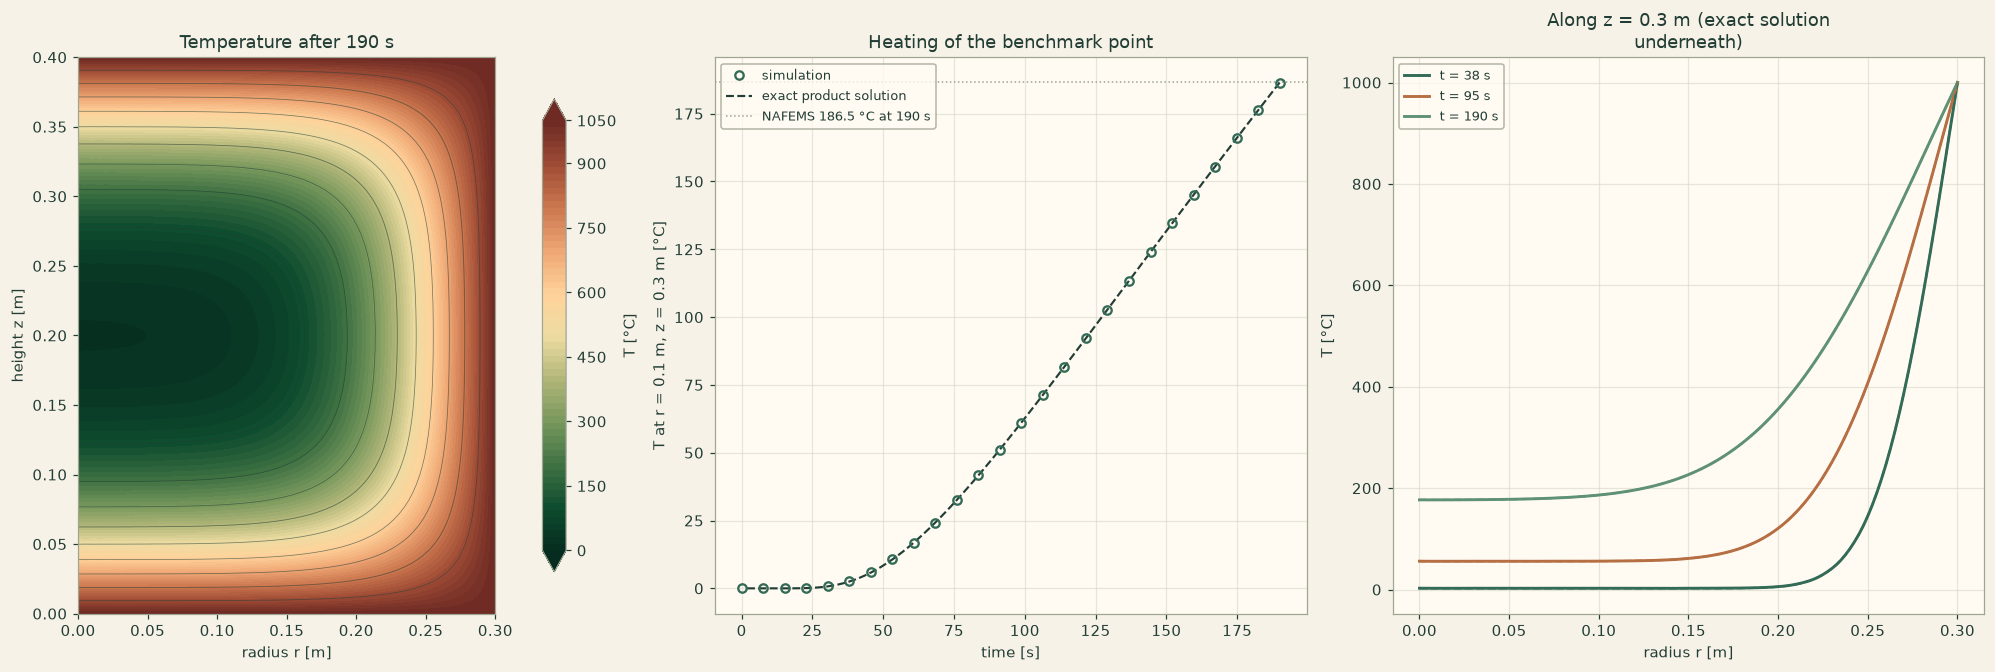 Temperature after 190 s
0.40
0.35
0.30
0.25
0.20
0.15
0.10
0.05
0.00
height z [m]
0.00 0.05 0.10 0.15 0.20 0.25 0.30
radius r [m]
1050
900
750
600
450
300
150
0
T [°C]
Heating of the benchmark point
simulation
exact product solution
NAFEMS 186.5 °C at 190 s
175
150
125
100
75
50
25
0
T at r = 0.1 m, z = 0.3 m [°C]
0 25 50 75 100 125 150 175
time [s]
Along z = 0.3 m (exact solution
underneath)
t = 38 s
t = 95 s
t = 190 s
1000
800
600
400
200
0
T [°C]
0.00 0.05 0.10 0.15 0.20 0.25 0.30
radius r [m]